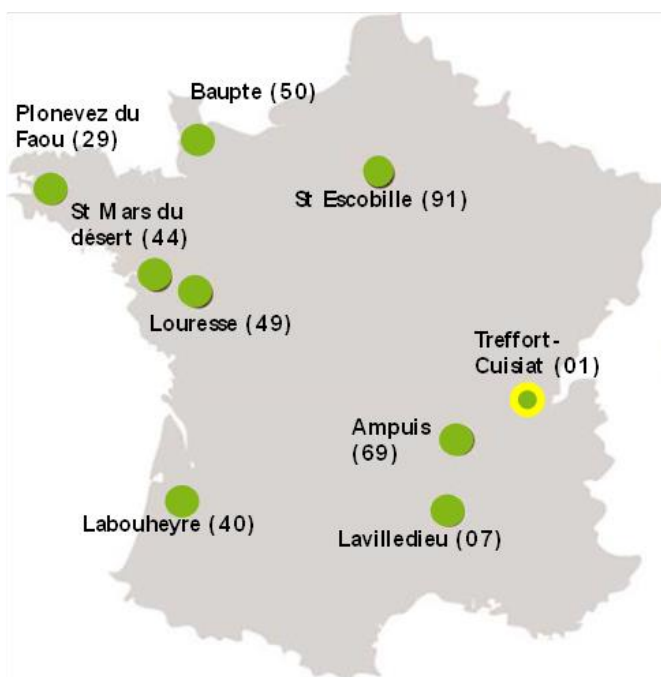 Baupte (50)
Plonevez du
Faou (29)
St Escobille (91)
St Mars du
désert (44)
Louresse (49)
Treffort-
Cuisiat (01)
Ampuis
(69)
Labouheyre (40)
Lavilledieu (07)